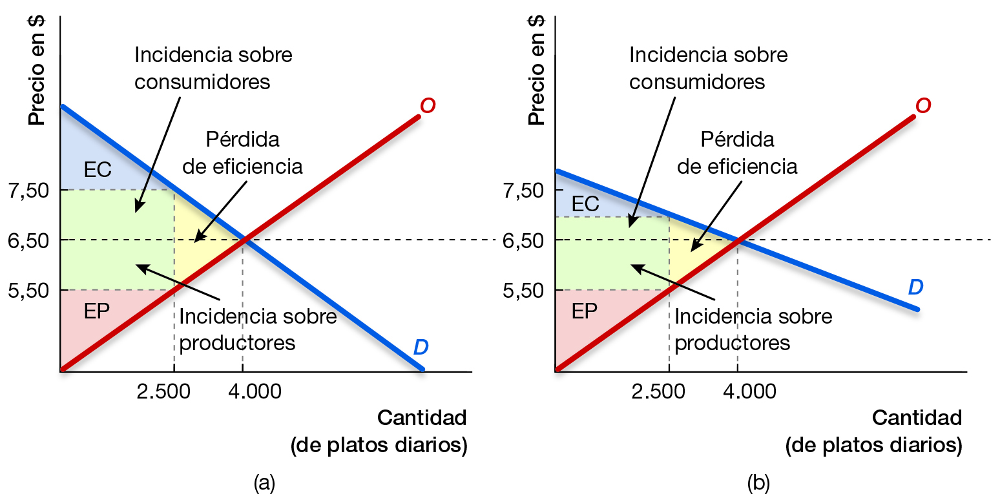 Precio en $
Incidencia sobre
consumidores
Pérdida
de eficiencia
O
EC
7,50
6,50
5,50
EP
Incidencia sobre
productores
D
2.500
4.000
Cantidad
(de platos diarios)
(a)
Precio en $
Incidencia sobre
consumidores
Pérdida
de eficiencia
O
7,50
EC
6,50
5,50
EP
D
Incidencia sobre
productores
2.500
4.000
Cantidad
(de platos diarios)
(b)